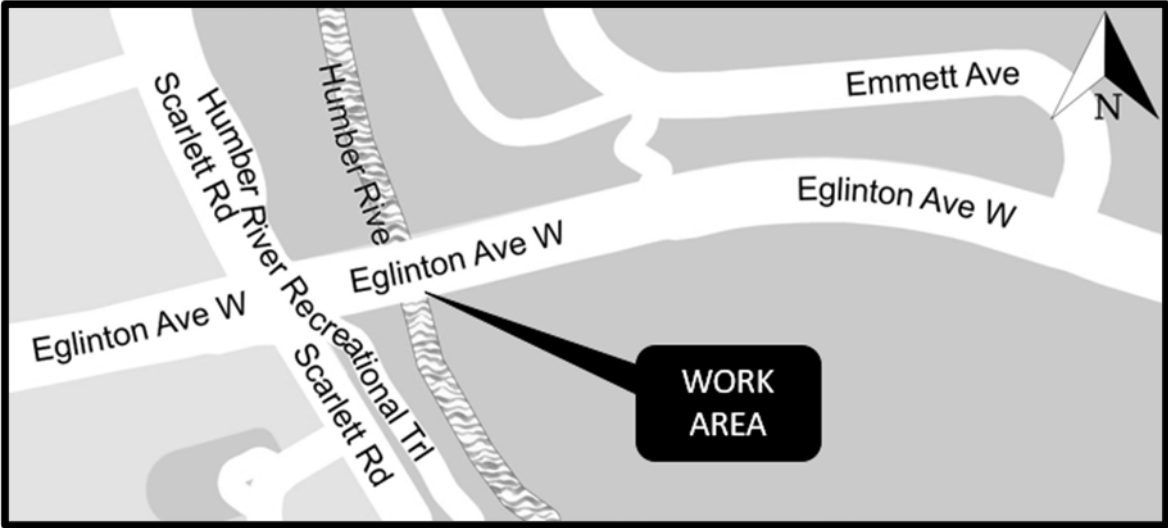 Emmett Ave
N
Humber River
Scarlett Rd
Humber River Recreational Trl
Eglinton Ave W
Eglinton Ave W
Eglinton Ave W
Scarlett Rd
WORK
AREA